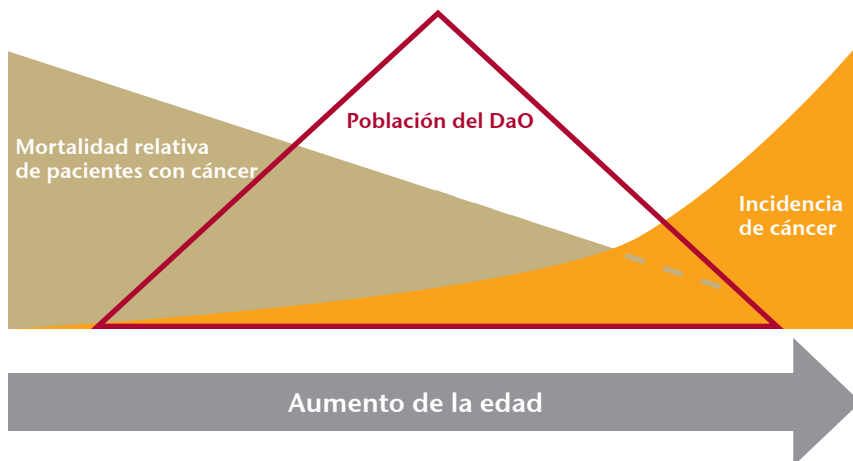 Población del DaO
Mortalidad relativa
de pacientes con cáncer
Incidencia
de cáncer
Aumento de la edad